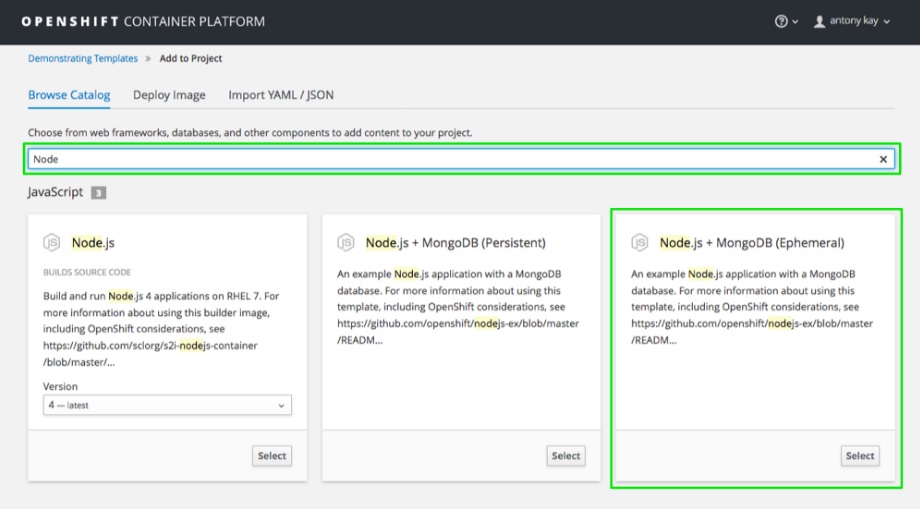 OPENSHIFT CONTAINER PLATFORM
? antony kay
Demonstrating Templates » Add to Project
Browse Catalog Deploy Image Import YAML / JSON
Choose from web frameworks, databases, and other components to add content to your project.
Node ×
JavaScript 3
JS Node.js
BUILDS SOURCE CODE
Build and run Node.js 4 applications on RHEL 7. For
more information about using this builder image,
including OpenShift considerations, see
https://github.com/sclorg/s2i-nodejs-container
/blob/master/...
Version
4 — latest
Select
JS Node.js + MongoDB (Persistent)
An example Node.js application with a MongoDB
database. For more information about using this
template, including OpenShift considerations, see
https://github.com/openshift/nodejs-ex/blob/master
/READM...
Select
JS Node.js + MongoDB (Ephemeral)
An example Node.js application with a MongoDB
database. For more information about using this
template, including OpenShift considerations, see
https://github.com/openshift/nodejs-ex/blob/master
/READM...
Select